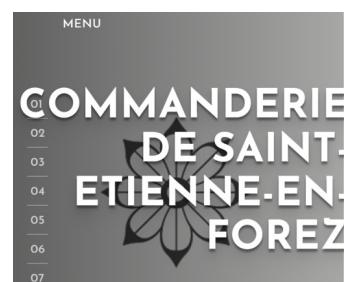 MENU
COMMANDERIE
DE SAINT-
ETIENNE-EN-
FOREZ
01
02
03
04
05
06
07